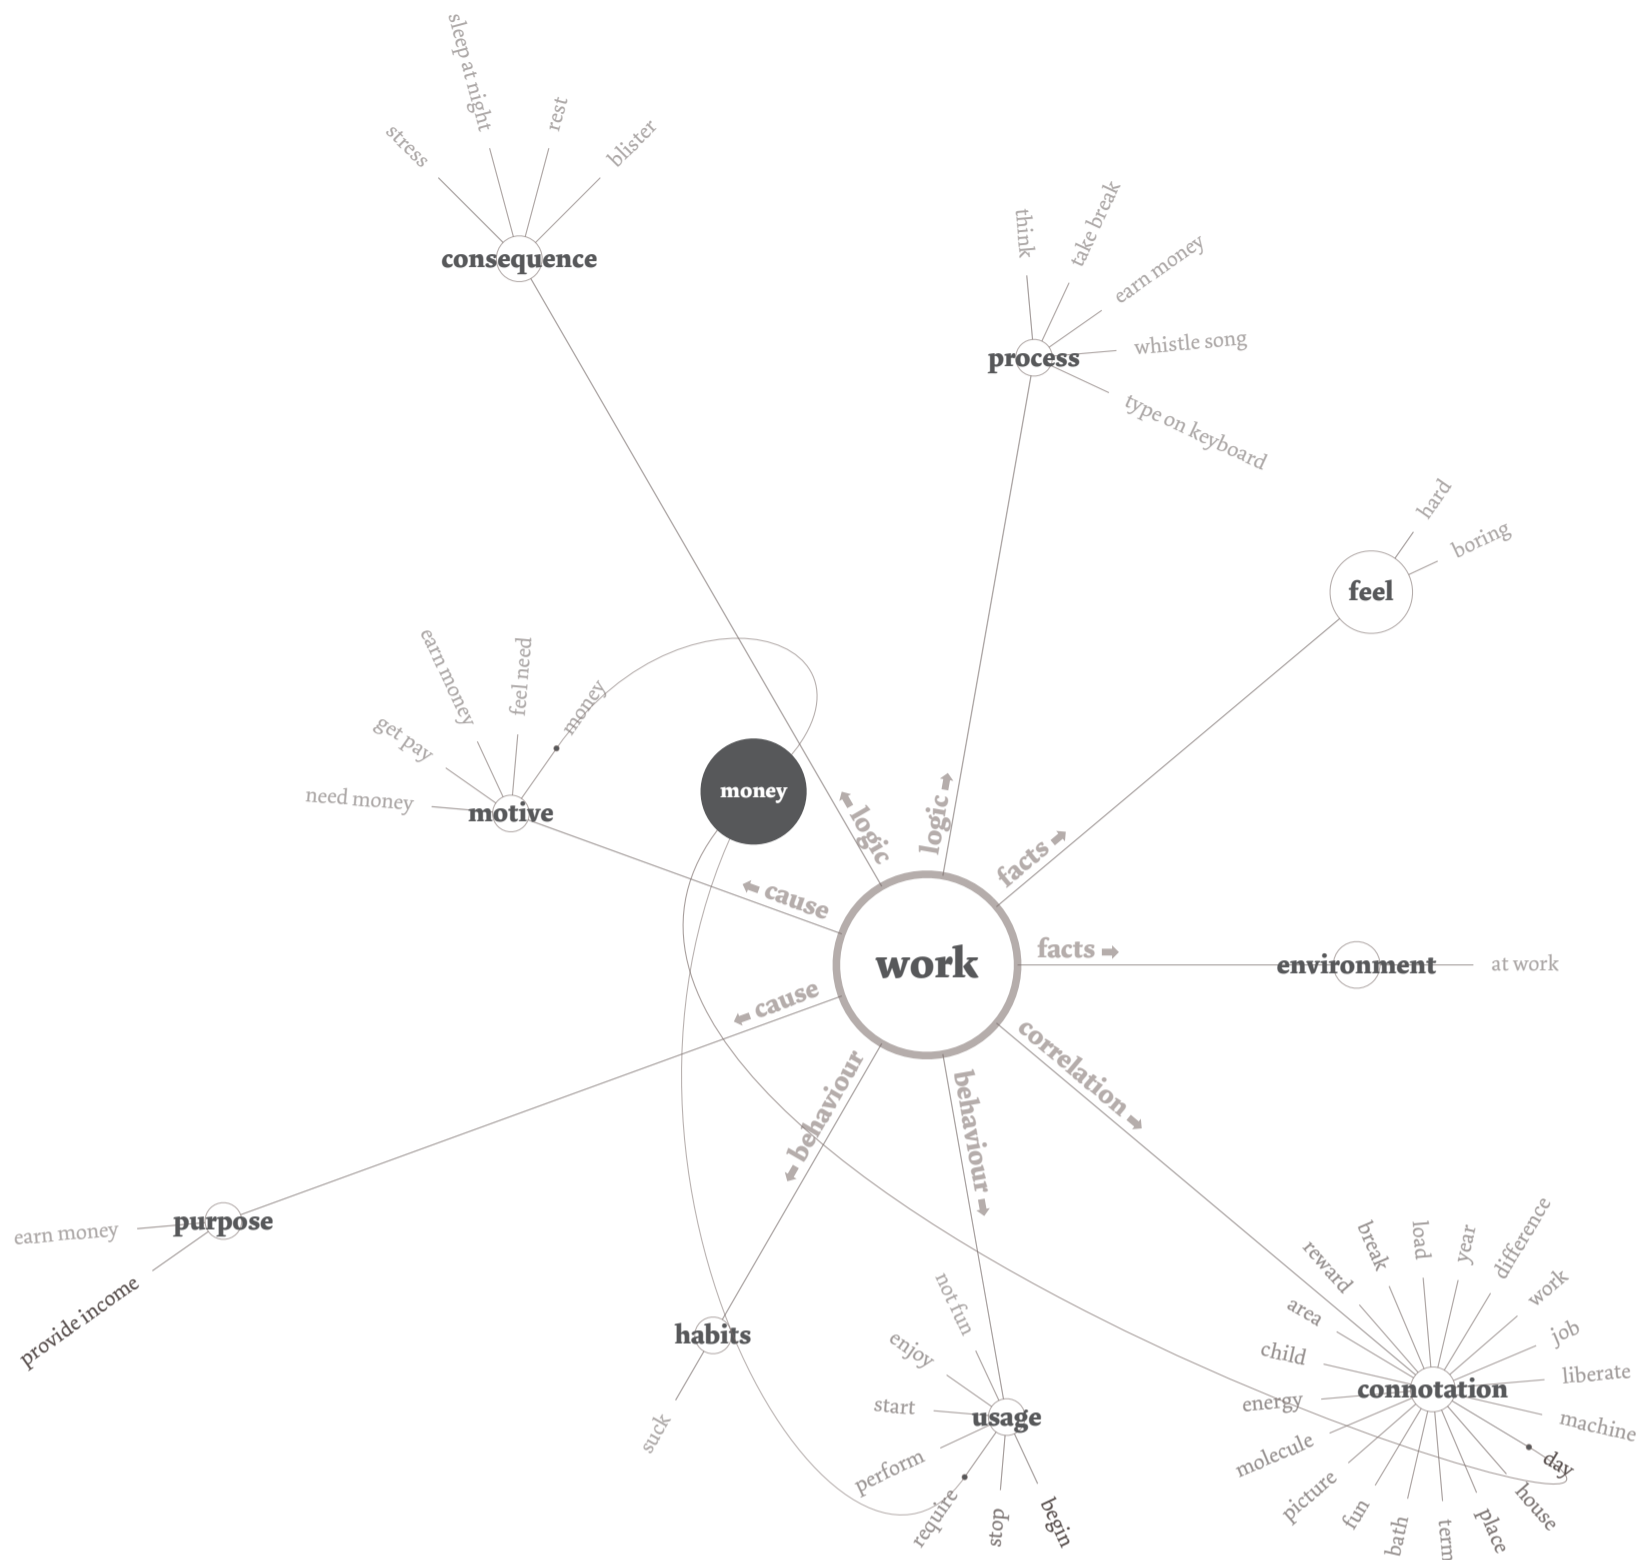 sleep at night
stress
rest
blister
consequence
think
take break
earn money
whistle song
type on keyboard
process
hard
boring
feel
earn money
feel need
money
get pay
need money
motive
money
logic
logic
facts
cause
work
facts
environment
at work
cause
behaviour
behaviour
correlation
purpose
earn money
provide income
habits
suck
not fun
enjoy
start
perform
require
stop
begin
usage
reward
break
load
year
difference
work
job
liberate
machine
day
house
place
term
bath
fun
picture
molecule
energy
child
area
connotation